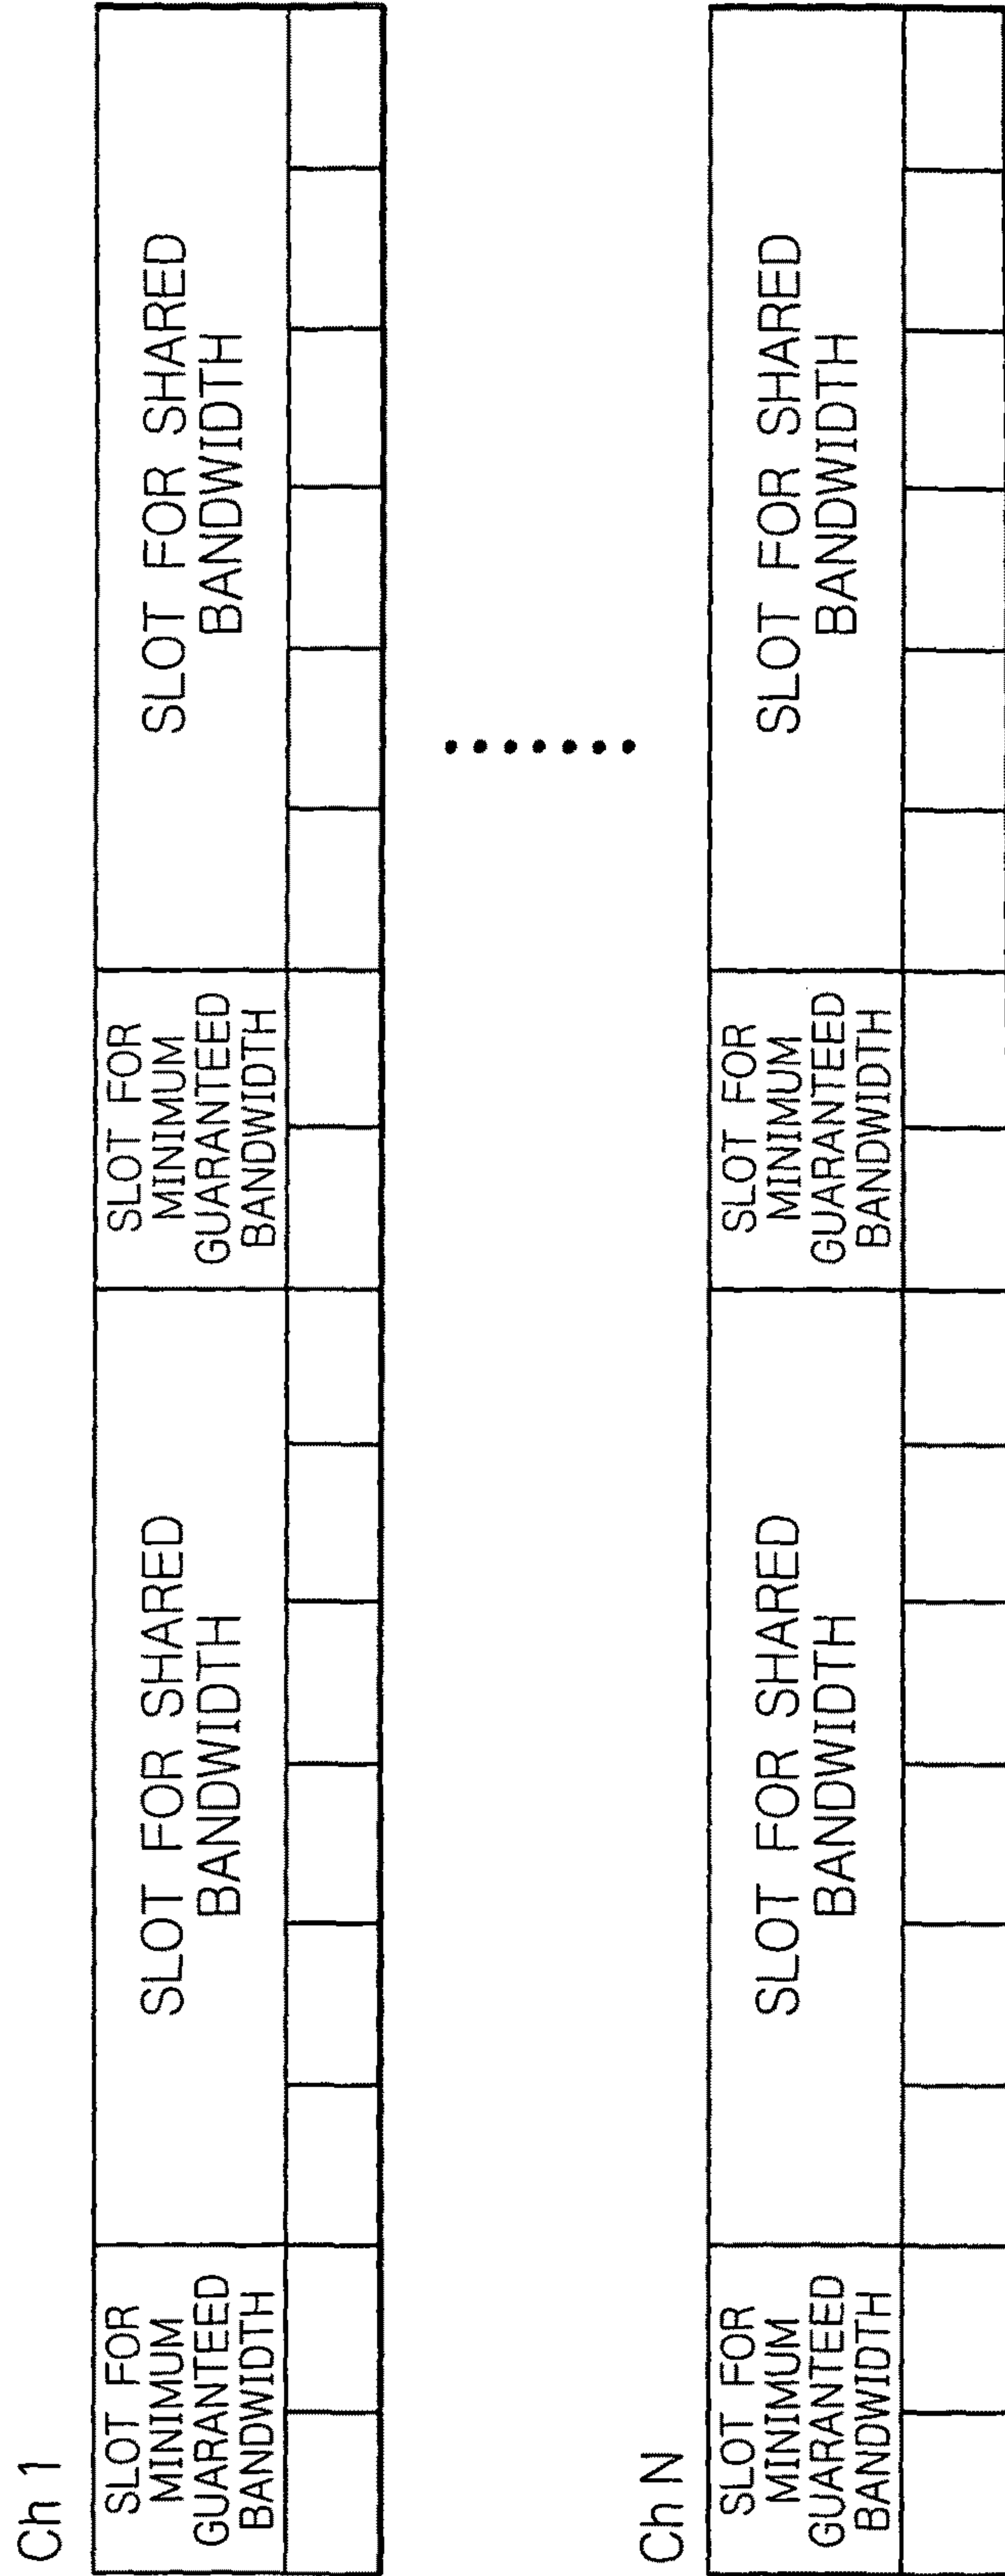 Ch 1
SLOT FOR
MINIMUM
GUARANTEED
BANDWIDTH
SLOT FOR SHARED
BANDWIDTH
SLOT FOR
MINIMUM
GUARANTEED
BANDWIDTH
SLOT FOR SHARED
BANDWIDTH
Ch N
SLOT FOR
MINIMUM
GUARANTEED
BANDWIDTH
SLOT FOR SHARED
BANDWIDTH
SLOT FOR
MINIMUM
GUARANTEED
BANDWIDTH
SLOT FOR SHARED
BANDWIDTH